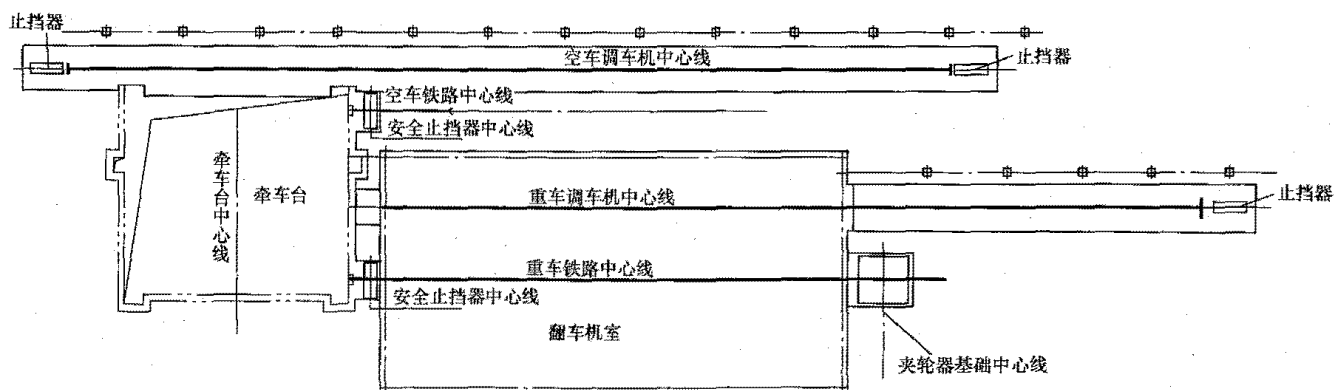 止挡器
空车调车机中心线
止挡器
空车铁路中心线
安全止挡器中心线
牵车台中心线
牵车台
重车调车机中心线
止挡器
重车铁路中心线
安全止挡器中心线
翻车机室
夹轮器基础中心线